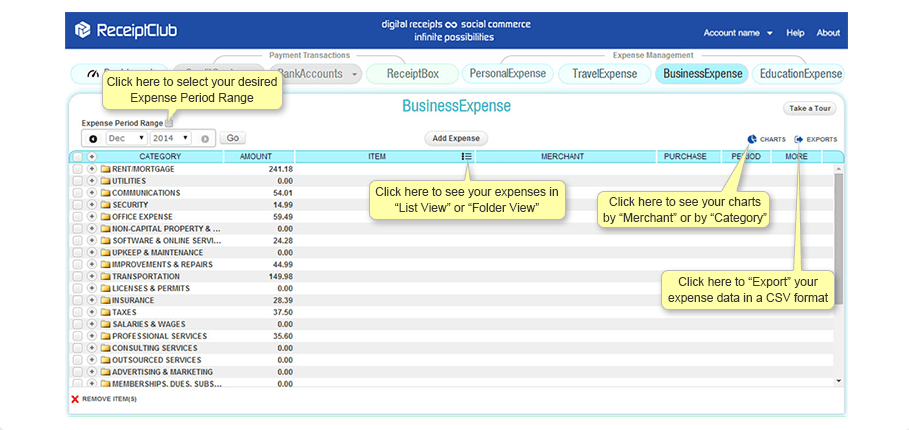 ReceiptClub
digital receipts ∞ social commerce
infinite possibilities
Account name Help About
Payment Transactions
Expense Management
BankAccounts ReceiptBox PersonalExpense TravelExpense BusinessExpense EducationExpense
Click here to select your desired
Expense Period Range
BusinessExpense
Take a Tour
Expense Period Range
Dec 2014 Go
Add Expense
CHARTS EXPORTS
CATEGORY AMOUNT ITEM MERCHANT PURCHASE PERIOD MORE
RENT/MORTGAGE 241.18
UTILITIES 0.00
COMMUNICATIONS 54.01
SECURITY 14.99
OFFICE EXPENSE 59.49
NON-CAPITAL PROPERTY & ... 0.00
SOFTWARE & ONLINE SERVI... 24.28
UPKEEP & MAINTENANCE 0.00
IMPROVEMENTS & REPAIRS 44.99
TRANSPORTATION 149.98
LICENSES & PERMITS 0.00
INSURANCE 28.39
TAXES 37.50
SALARIES & WAGES 0.00
PROFESSIONAL SERVICES 35.60
CONSULTING SERVICES 0.00
OUTSOURCED SERVICES 0.00
ADVERTISING & MARKETING 0.00
MEMBERSHIPS, DUES, SUBS... 0.00
Click here to see your expenses in
“List View” or “Folder View”
Click here to see your charts
by “Merchant” or by “Category”
Click here to “Export” your
expense data in a CSV format
REMOVE ITEM(S)